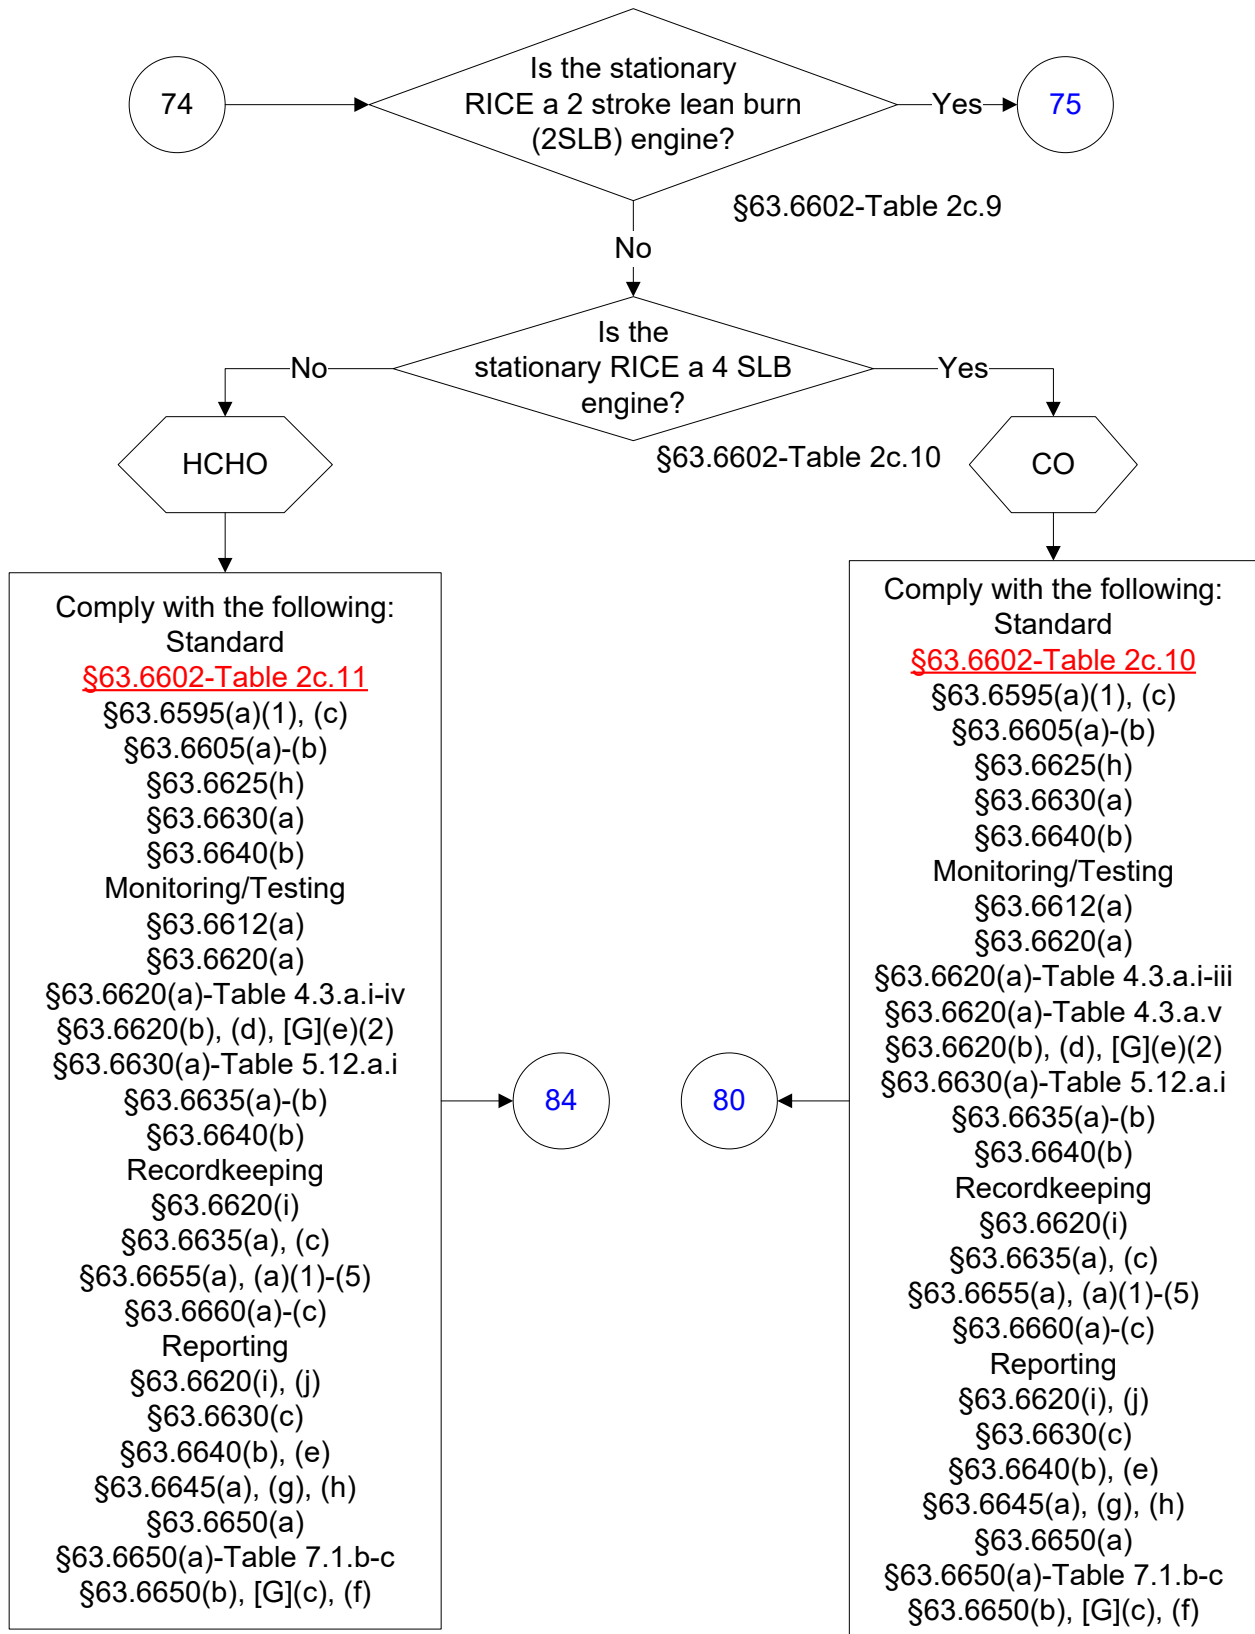 74
Is the stationary
RICE a 2 stroke lean burn
(2SLB) engine?
Yes
75
§63.6602-Table 2c.9
No
Is the
stationary RICE a 4 SLB
engine?
No
Yes
§63.6602-Table 2c.10
HCHO
CO
Comply with the following:
Standard
§63.6602-Table 2c.11
§63.6595(a)(1), (c)
§63.6605(a)-(b)
§63.6625(h)
§63.6630(a)
§63.6640(b)
Monitoring/Testing
§63.6612(a)
§63.6620(a)
§63.6620(a)-Table 4.3.a.i-iv
§63.6620(b), (d), [G](e)(2)
§63.6630(a)-Table 5.12.a.i
§63.6635(a)-(b)
§63.6640(b)
Recordkeeping
§63.6620(i)
§63.6635(a), (c)
§63.6655(a), (a)(1)-(5)
§63.6660(a)-(c)
Reporting
§63.6620(i), (j)
§63.6630(c)
§63.6640(b), (e)
§63.6645(a), (g), (h)
§63.6650(a)
§63.6650(a)-Table 7.1.b-c
§63.6650(b), [G](c), (f)
84
80
Comply with the following:
Standard
§63.6602-Table 2c.10
§63.6595(a)(1), (c)
§63.6605(a)-(b)
§63.6625(h)
§63.6630(a)
§63.6640(b)
Monitoring/Testing
§63.6612(a)
§63.6620(a)
§63.6620(a)-Table 4.3.a.i-iii
§63.6620(a)-Table 4.3.a.v
§63.6620(b), (d), [G](e)(2)
§63.6630(a)-Table 5.12.a.i
§63.6635(a)-(b)
§63.6640(b)
Recordkeeping
§63.6620(i)
§63.6635(a), (c)
§63.6655(a), (a)(1)-(5)
§63.6660(a)-(c)
Reporting
§63.6620(i), (j)
§63.6630(c)
§63.6640(b), (e)
§63.6645(a), (g), (h)
§63.6650(a)
§63.6650(a)-Table 7.1.b-c
§63.6650(b), [G](c), (f)